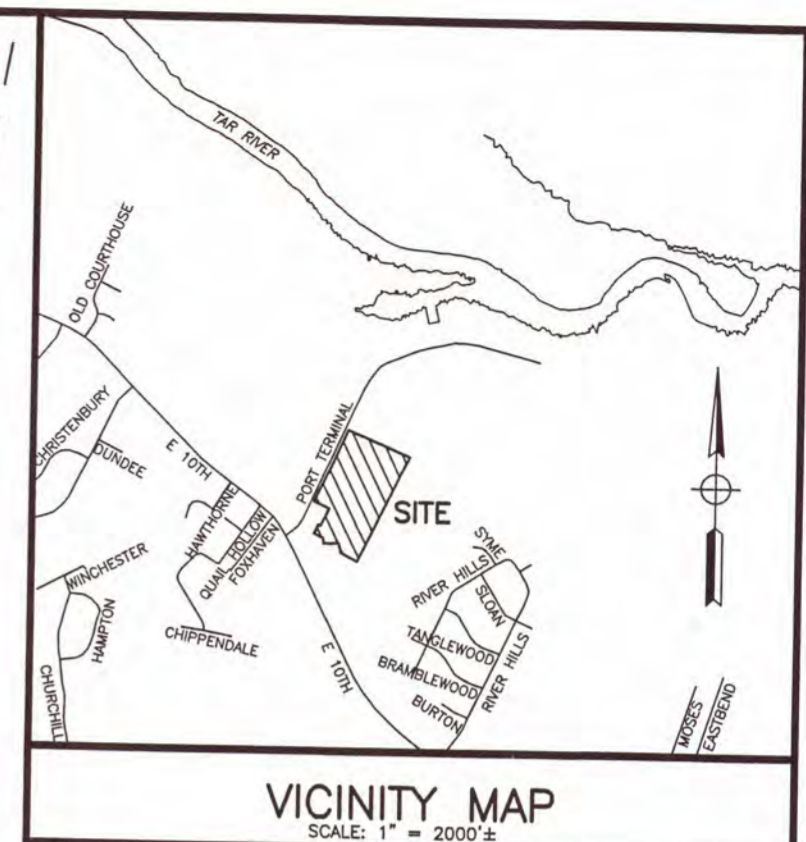 TAR RIVER
OLD COURTHOUSE
CHRISTENBURY
DUNDEE
E 10TH
PORT TERMINAL
HAWTHORNE
QUAIL HOLLOW
FOXHAVEN
SITE
WINCHESTER
HAMPTON
CHIPPENDALE
CHURCHILL
E 10TH
SYME
RIVER HILLS
SLOAN
TANGLEWOOD
BRAMBLEWOOD
BURTON
RIVER HILLS
MOSES
EASTBEND
VICINITY MAP
SCALE: 1" = 2000'±